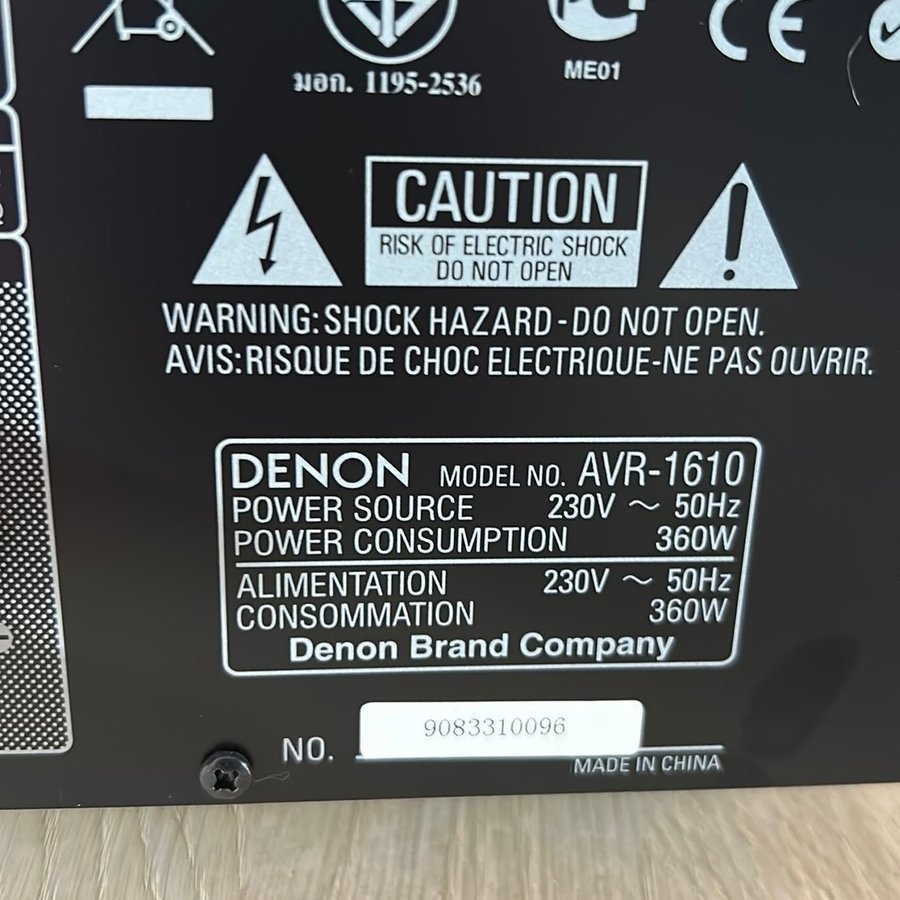 มอก. 1195-2536
ME01
CE
CAUTION
RISK OF ELECTRIC SHOCK
DO NOT OPEN
WARNING: SHOCK HAZARD - DO NOT OPEN.
AVIS: RISQUE DE CHOC ELECTRIQUE-NE PAS OUVRIR.
DENON MODEL NO. AVR-1610
POWER SOURCE 230V ~ 50Hz
POWER CONSUMPTION 360W
ALIMENTATION 230V ~ 50Hz
CONSOMMATION 360W
Denon Brand Company
NO. 9083310096
MADE IN CHINA